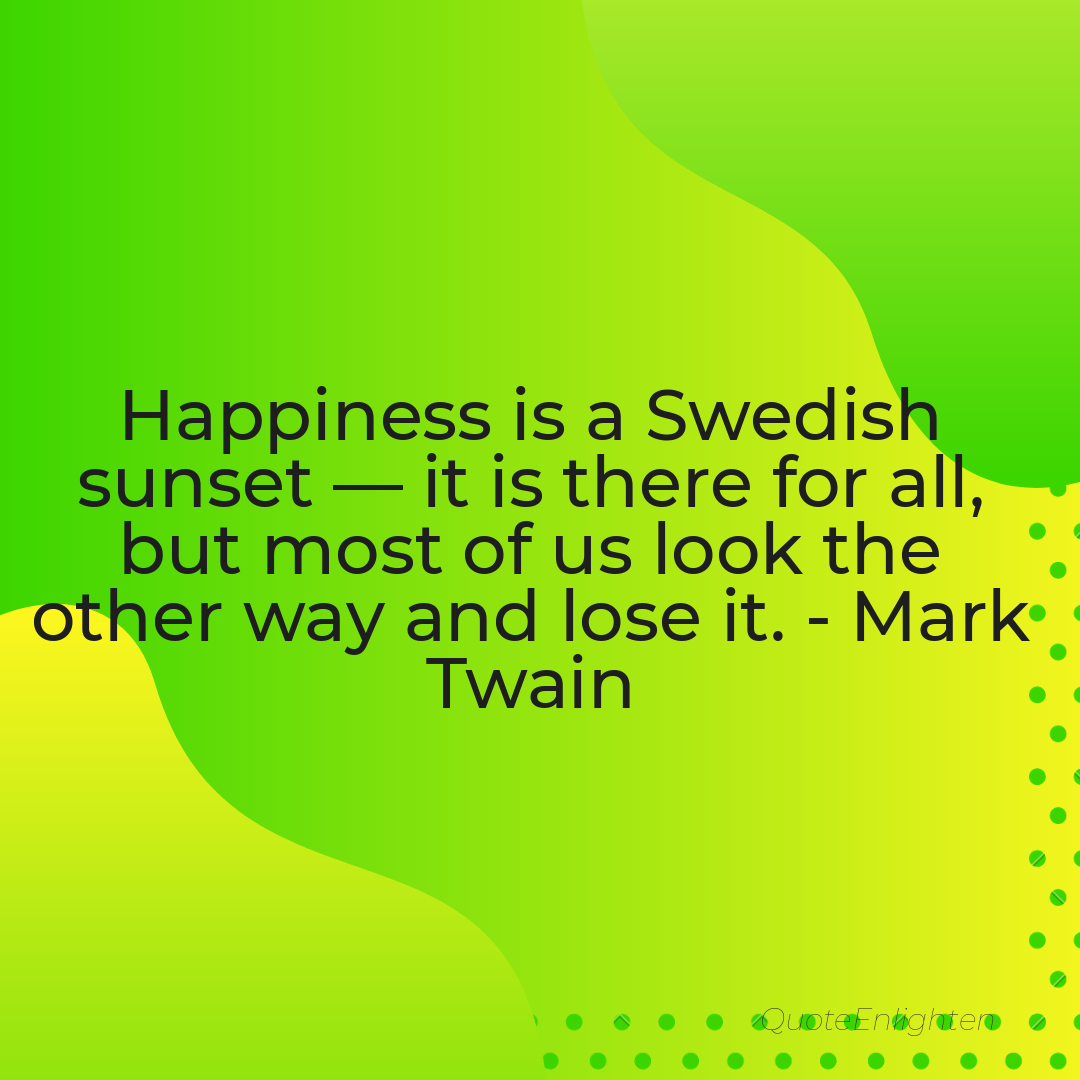 Happiness is a Swedish
sunset — it is there for all,
but most of us look the
other way and lose it. - Mark
Twain
QuoteEnlighten